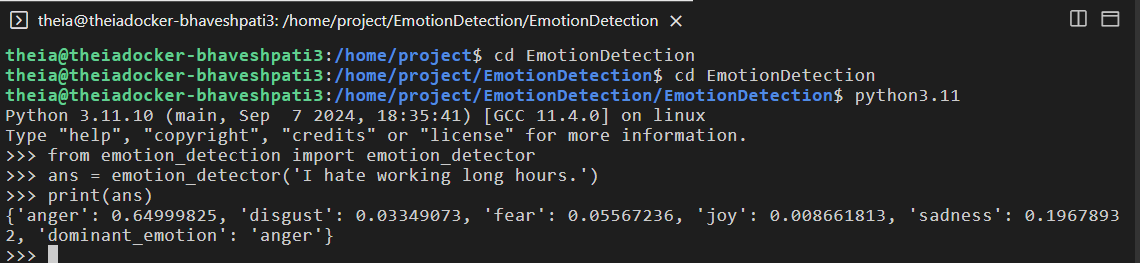 theia@theiadocker-bhaveshpati3: /home/project/EmotionDetection/EmotionDetection ×
theia@theiadocker-bhaveshpati3:/home/project$ cd EmotionDetection
theia@theiadocker-bhaveshpati3:/home/project/EmotionDetection$ cd EmotionDetection
theia@theiadocker-bhaveshpati3:/home/project/EmotionDetection/EmotionDetection$ python3.11
Python 3.11.10 (main, Sep  7 2024, 18:35:41) [GCC 11.4.0] on linux
Type "help", "copyright", "credits" or "license" for more information.
>>> from emotion_detection import emotion_detector
>>> ans = emotion_detector('I hate working long hours.')
>>> print(ans)
{'anger': 0.64999825, 'disgust': 0.03349073, 'fear': 0.05567236, 'joy': 0.008661813, 'sadness': 0.1967893
2, 'dominant_emotion': 'anger'}
>>>